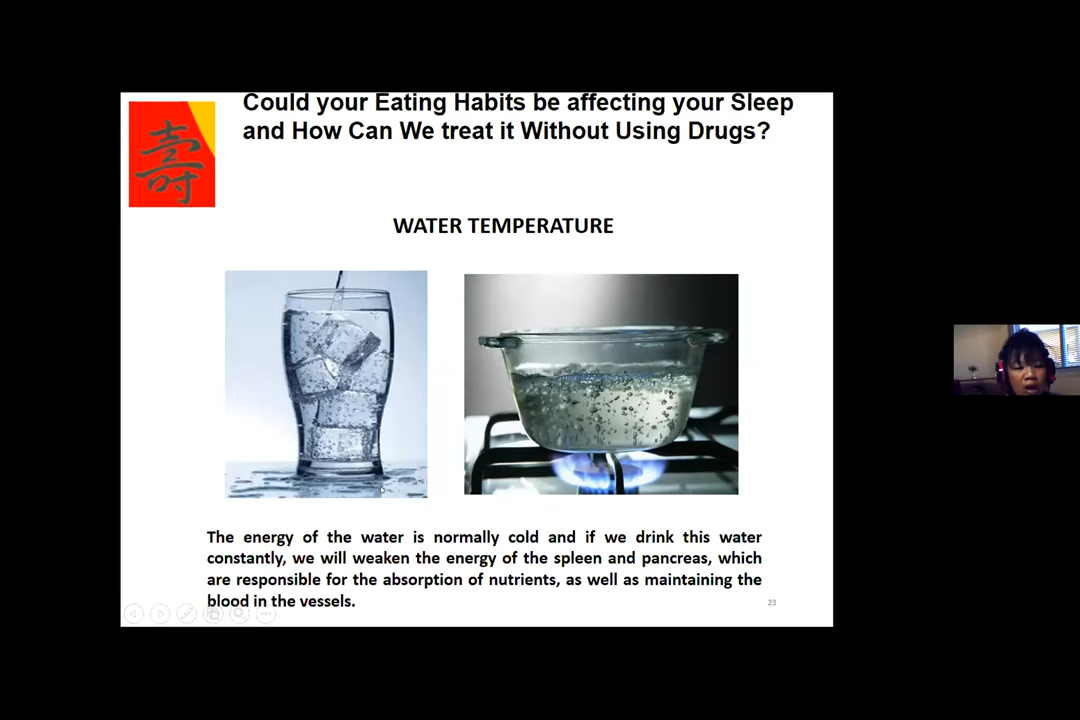 Could your Eating Habits be affecting your Sleep
and How Can We treat it Without Using Drugs?
壽
WATER TEMPERATURE
The energy of the water is normally cold and if we drink this water
constantly, we will weaken the energy of the spleen and pancreas, which
are responsible for the absorption of nutrients, as well as maintaining the
blood in the vessels.
23